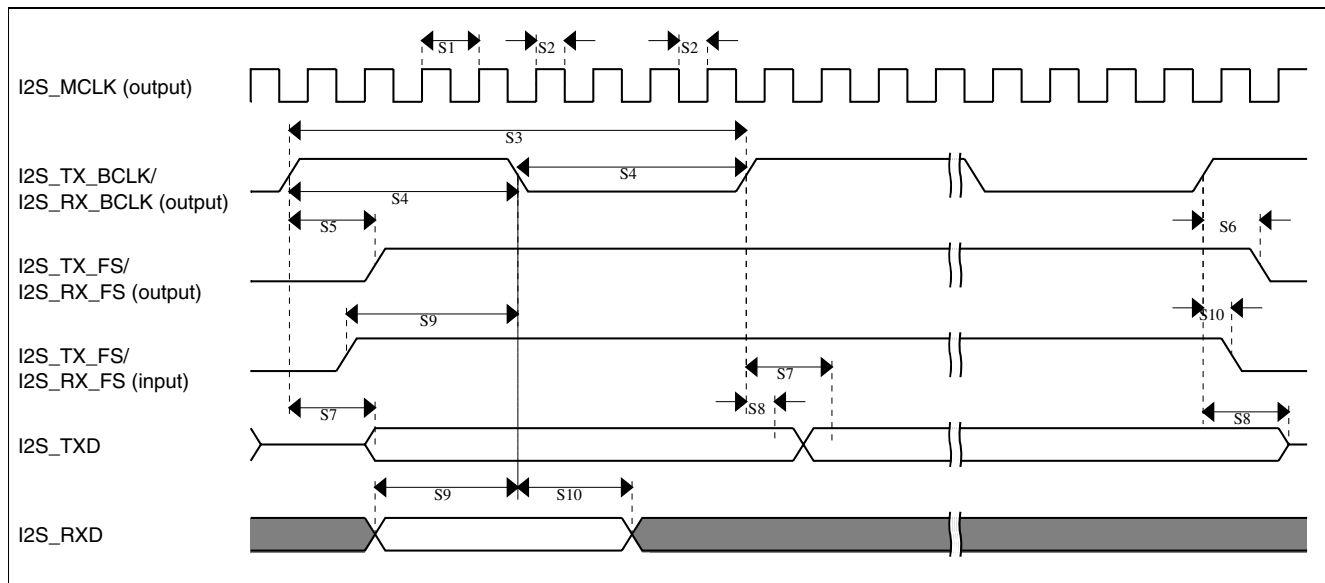 S1
S2
S2
I2S_MCLK (output)
S3
I2S_TX_BCLK/
I2S_RX_BCLK (output)
S4
S4
S5
S6
I2S_TX_FS/
I2S_RX_FS (output)
S10
S9
I2S_TX_FS/
I2S_RX_FS (input)
S7
S7
S8
S8
I2S_TXD
S9
S10
I2S_RXD